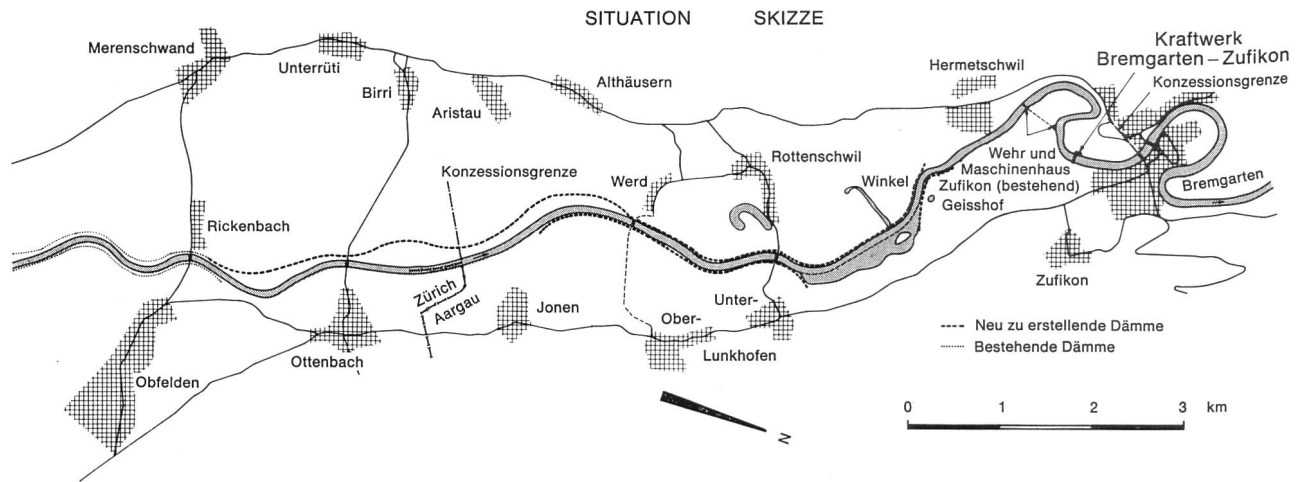 SITUATION SKIZZE
Merenschwand
Unterrüti
Birri
Aristau
Althäusern
Hermetschwil
Kraftwerk
Bremgarten – Zufikon
Konzessionsgrenze
Rottenschwil
Werd
Konzessionsgrenze
Winkel
Wehr und
Maschinenhaus
Zufikon (bestehend)
Geisshof
Bremgarten
Rickenbach
Zufikon
Zürich
Aargau
Jonen
Unter-
Ober-
Lunkhofen
Ottenbach
Obfelden
Neu zu erstellende Dämme
Bestehende Dämme
N
0 1 2 3 km